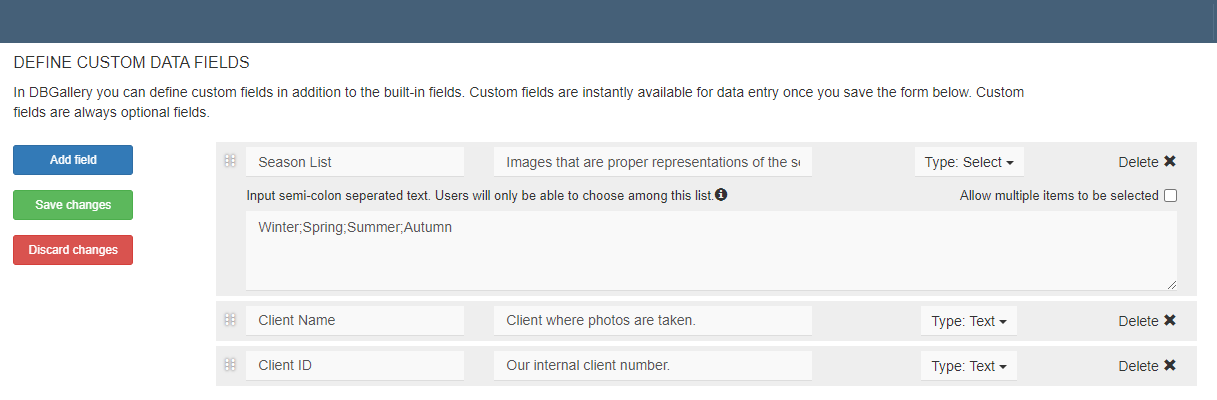 DEFINE CUSTOM DATA FIELDS
In DBGallery you can define custom fields in addition to the built-in fields. Custom fields are instantly available for data entry once you save the form below. Custom
fields are always optional fields.
Add field
Save changes
Discard changes
Season List
Images that are proper representations of the se
Type: Select
Delete
Input semi-colon seperated text. Users will only be able to choose among this list.
Allow multiple items to be selected
Winter;Spring;Summer;Autumn
Client Name
Client where photos are taken.
Type: Text
Delete
Client ID
Our internal client number.
Type: Text
Delete